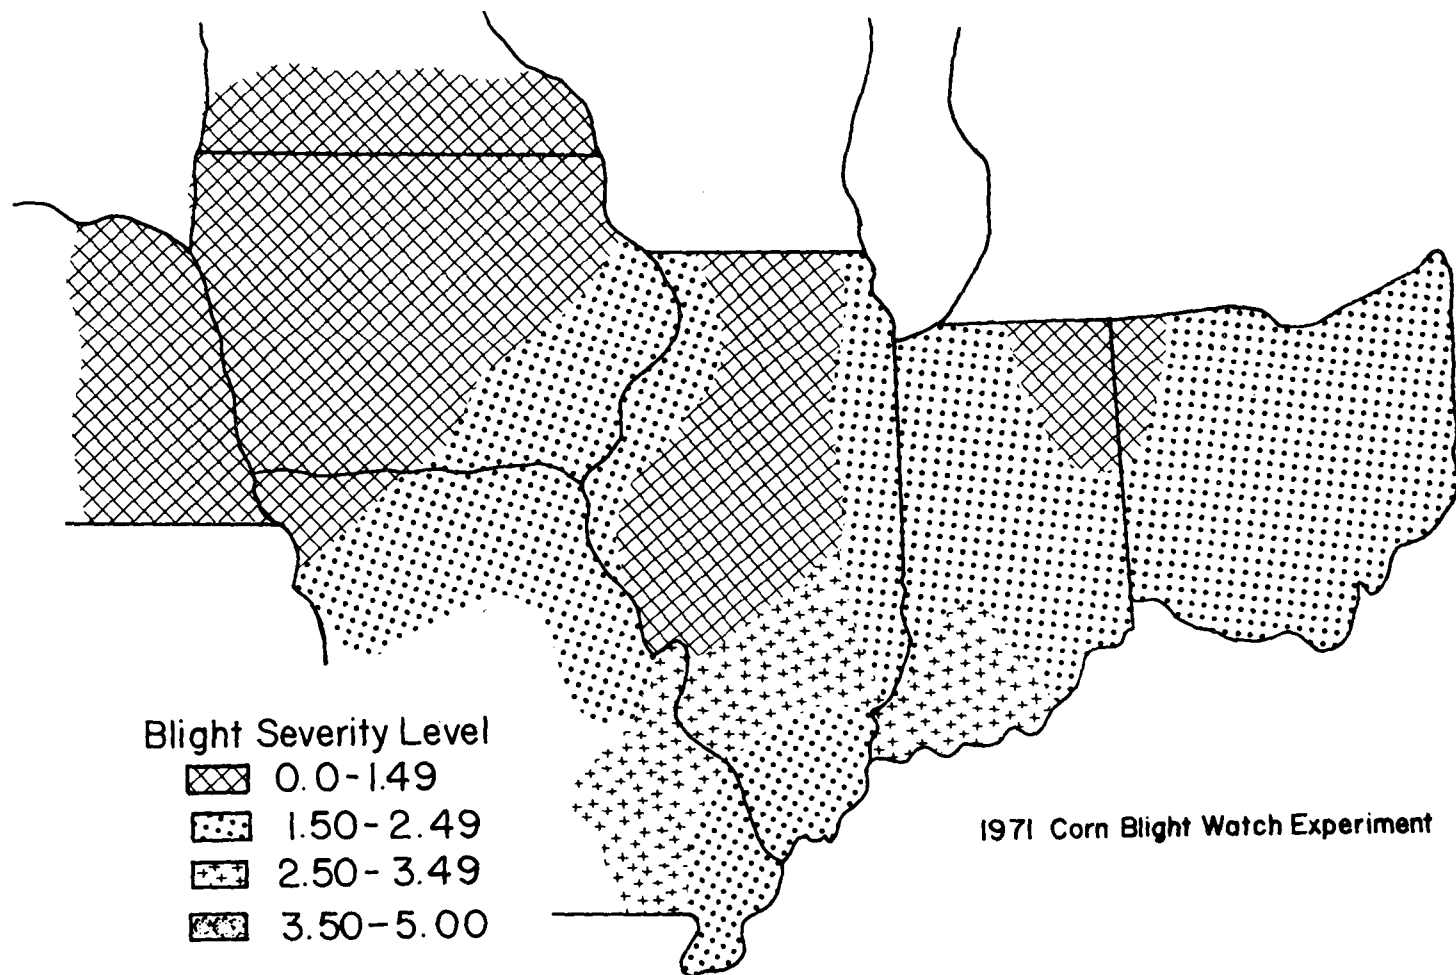 Blight Severity Level
0.0-1.49
1.50-2.49
2.50-3.49
3.50-5.00
1971 Corn Blight Watch Experiment